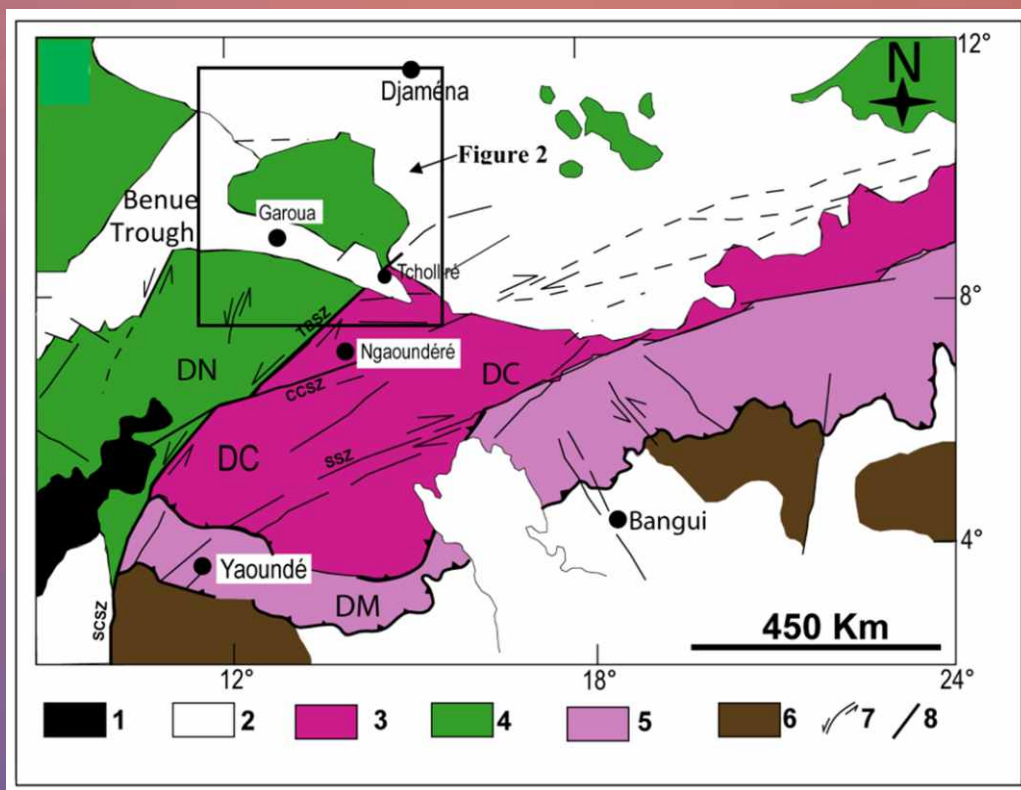 12°
N
Djaména
Figure 2
Benue
Trough
Garoua
Tcholliré
8°
TBSZ
DN
Ngaoundéré
CCSZ
DC
DC
SSZ
Bangui
4°
Yaoundé
DM
SCSZ
450 Km
12°
18°
24°
1
2
3
4
5
6
7
8